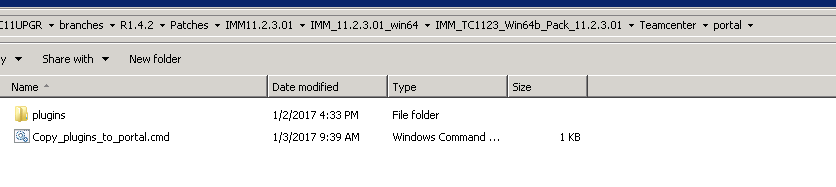 C11UPGR ▾ branches ▾ R1.4.2 ▾ Patches ▾ IMM11.2.3.01 ▾ IMM_11.2.3.01_win64 ▾ IMM_TC1123_Win64b_Pack_11.2.3.01 ▾ Teamcenter ▾ portal ▾
y ▾ Share with ▾ New folder
Name Date modified Type Size
plugins 1/2/2017 4:33 PM File folder
Copy_plugins_to_portal.cmd 1/3/2017 9:39 AM Windows Command ... 1 KB